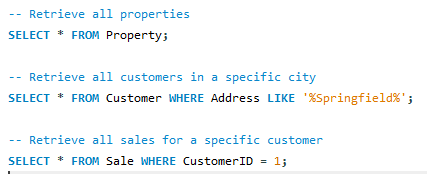 -- Retrieve all properties
SELECT * FROM Property;
-- Retrieve all customers in a specific city
SELECT * FROM Customer WHERE Address LIKE '%Springfield%';
-- Retrieve all sales for a specific customer
SELECT * FROM Sale WHERE CustomerID = 1;